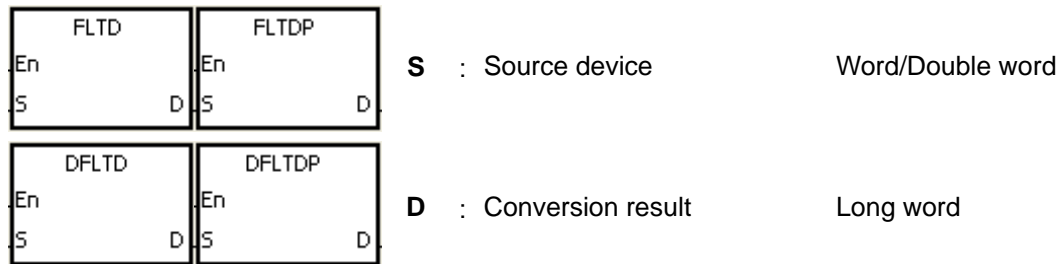 FLTD FLTDP
En En S : Source device Word/Double word
S D S D
DFLTD DFLTDP
En En D : Conversion result Long word
S D S D